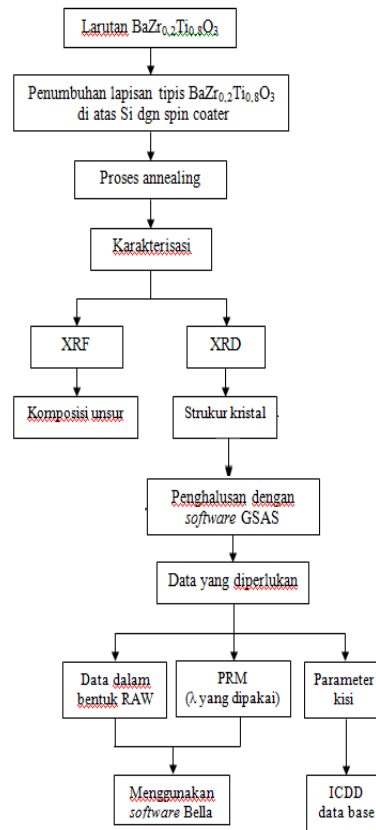 Larutan BaZr₀,₂Ti₀,₈O₃
Penumbuhan lapisan tipis BaZr₀,₂Ti₀,₈O₃
di atas Si dgn spin coater
Proses annealing
Karakterisasi
XRF
XRD
Komposisi unsur
Strukur kristal
Penghalusan dengan
software GSAS
Data yang diperlukan
Data dalam
bentuk RAW
PRM
(λ yang dipakai)
Parameter
kisi
Menggunakan
software Bella
ICDD
data base